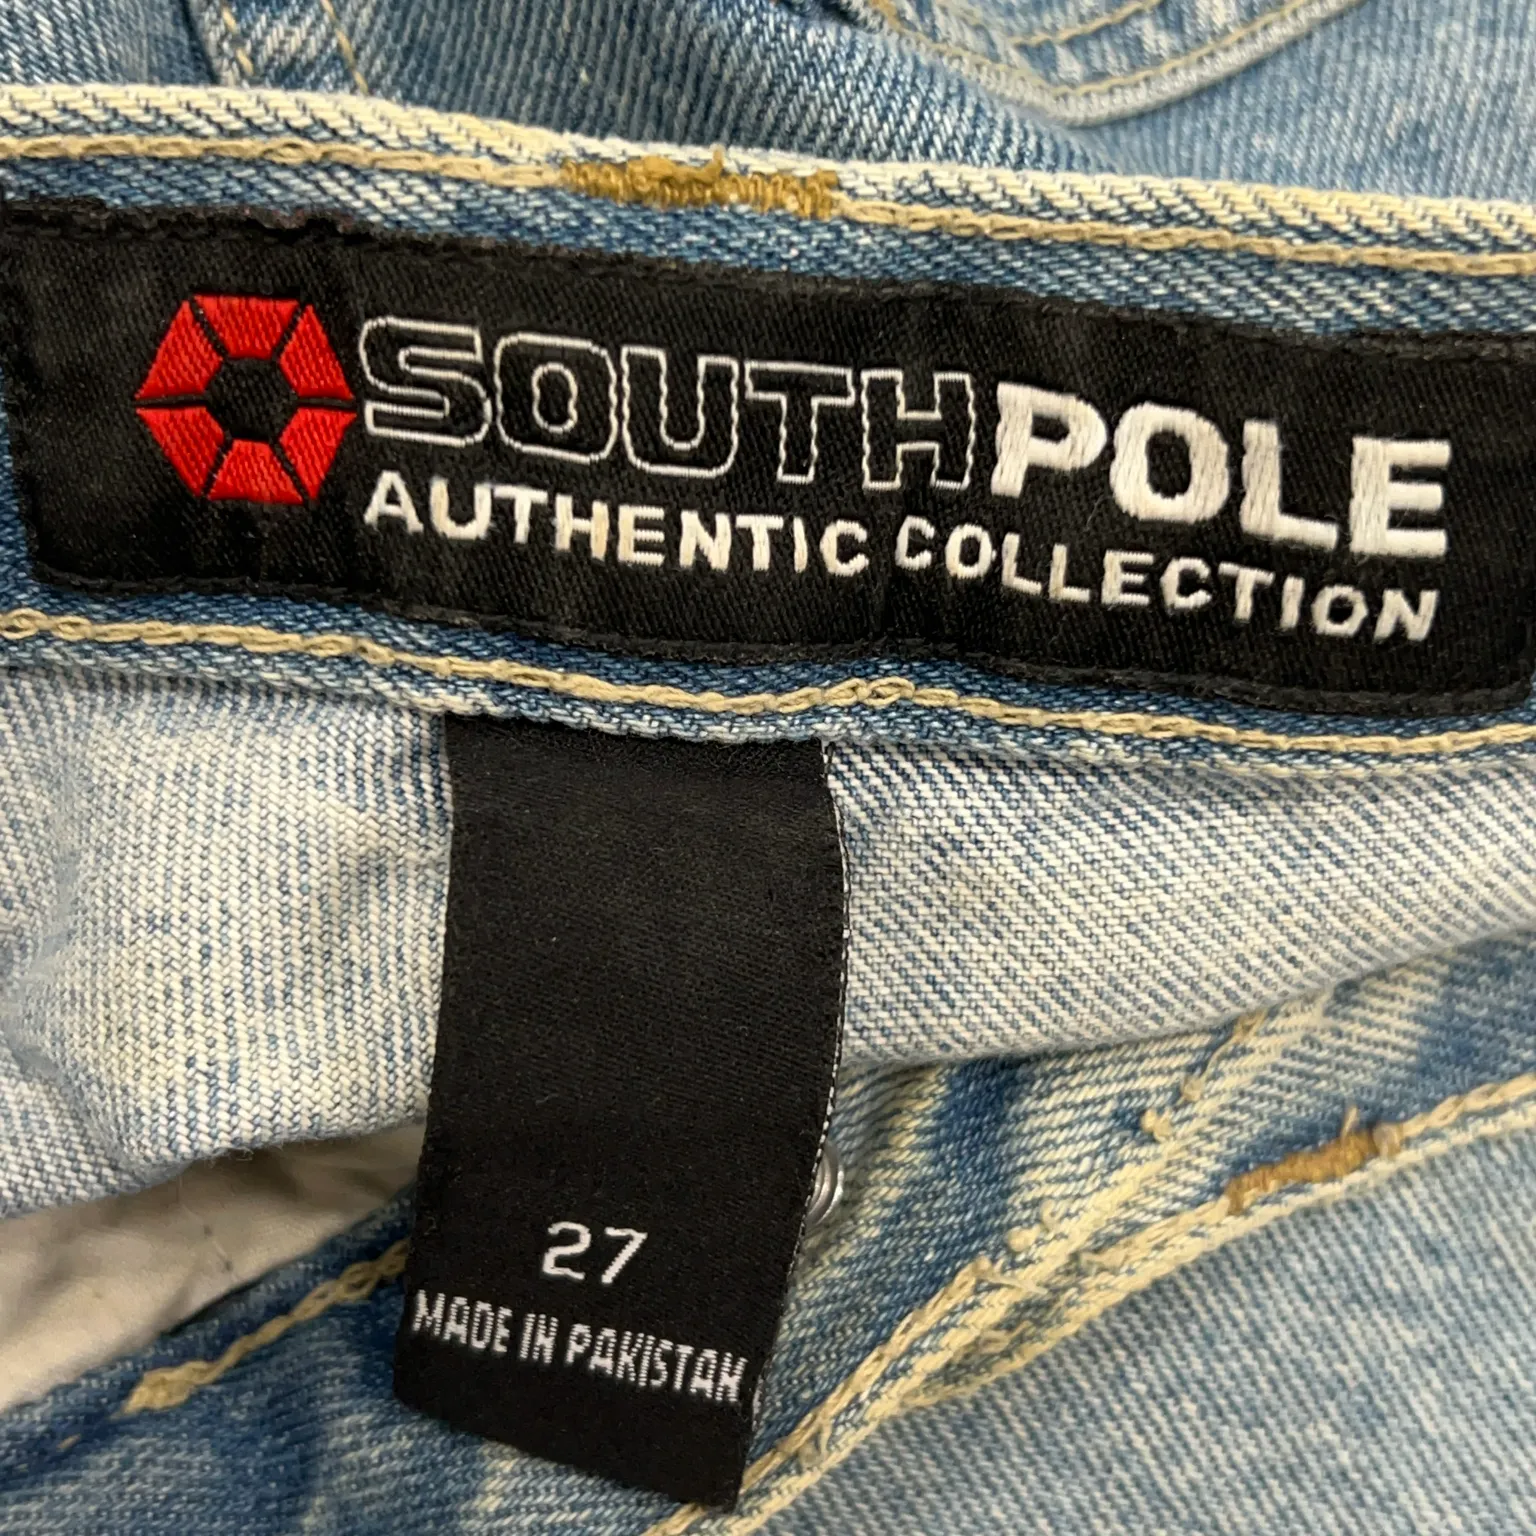 SOUTHPOLE
AUTHENTIC COLLECTION
27
MADE IN PAKISTAN